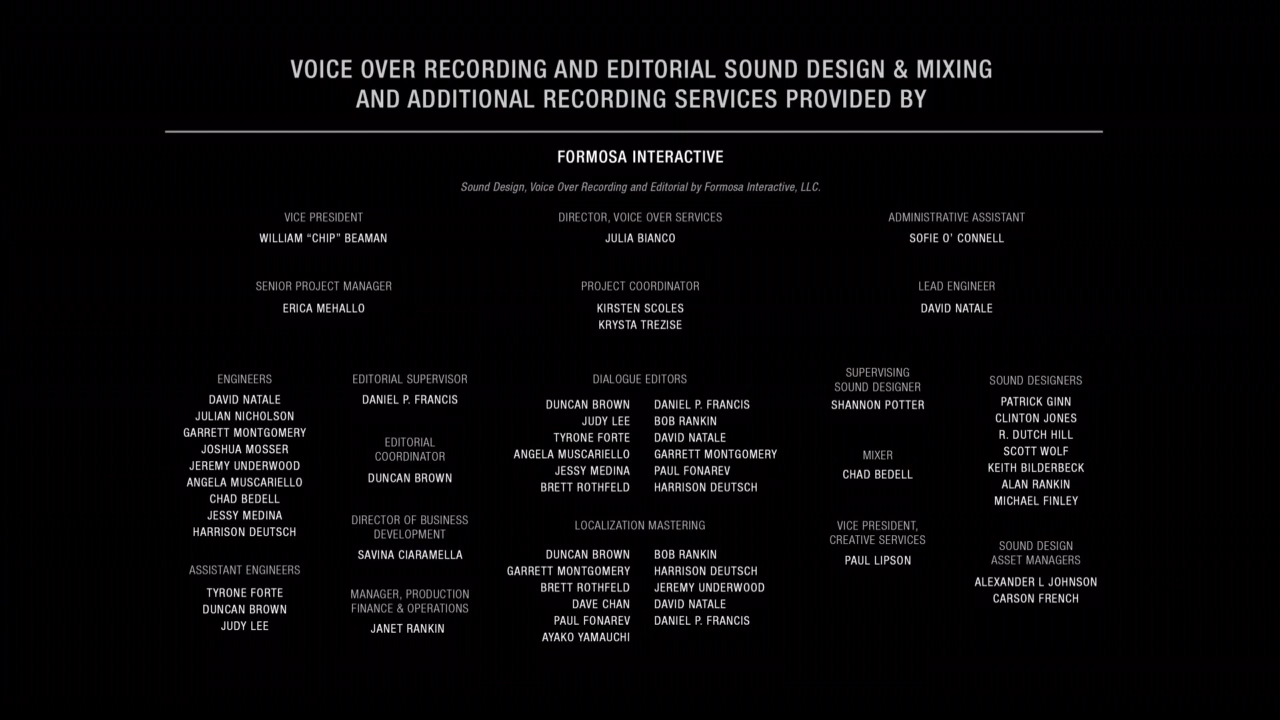 VOICE OVER RECORDING AND EDITORIAL SOUND DESIGN & MIXING
AND ADDITIONAL RECORDING SERVICES PROVIDED BY
FORMOSA INTERACTIVE
Sound Design, Voice Over Recording and Editorial by Formosa Interactive, LLC.
VICE PRESIDENT
WILLIAM “CHIP” BEAMAN
DIRECTOR, VOICE OVER SERVICES
JULIA BIANCO
ADMINISTRATIVE ASSISTANT
SOFIE O’ CONNELL
SENIOR PROJECT MANAGER
ERICA MEHALLO
PROJECT COORDINATOR
KIRSTEN SCOLES
KRYSTA TREZISE
LEAD ENGINEER
DAVID NATALE
ENGINEERS
DAVID NATALE
JULIAN NICHOLSON
GARRETT MONTGOMERY
JOSHUA MOSSER
JEREMY UNDERWOOD
ANGELA MUSCARIELLO
CHAD BEDELL
JESSY MEDINA
HARRISON DEUTSCH
ASSISTANT ENGINEERS
TYRONE FORTE
DUNCAN BROWN
JUDY LEE
EDITORIAL SUPERVISOR
DANIEL P. FRANCIS
EDITORIAL
COORDINATOR
DUNCAN BROWN
DIRECTOR OF BUSINESS
DEVELOPMENT
SAVINA CIARAMELLA
MANAGER, PRODUCTION
FINANCE & OPERATIONS
JANET RANKIN
DIALOGUE EDITORS
DUNCAN BROWN DANIEL P. FRANCIS
JUDY LEE BOB RANKIN
TYRONE FORTE DAVID NATALE
ANGELA MUSCARIELLO GARRETT MONTGOMERY
JESSY MEDINA PAUL FONAREV
BRETT ROTHFELD HARRISON DEUTSCH
LOCALIZATION MASTERING
DUNCAN BROWN BOB RANKIN
GARRETT MONTGOMERY HARRISON DEUTSCH
BRETT ROTHFELD JEREMY UNDERWOOD
DAVE CHAN DAVID NATALE
PAUL FONAREV DANIEL P. FRANCIS
AYAKO YAMAUCHI
SUPERVISING
SOUND DESIGNER
SHANNON POTTER
MIXER
CHAD BEDELL
VICE PRESIDENT,
CREATIVE SERVICES
PAUL LIPSON
SOUND DESIGNERS
PATRICK GINN
CLINTON JONES
R. DUTCH HILL
SCOTT WOLF
KEITH BILDERBECK
ALAN RANKIN
MICHAEL FINLEY
SOUND DESIGN
ASSET MANAGERS
ALEXANDER L JOHNSON
CARSON FRENCH